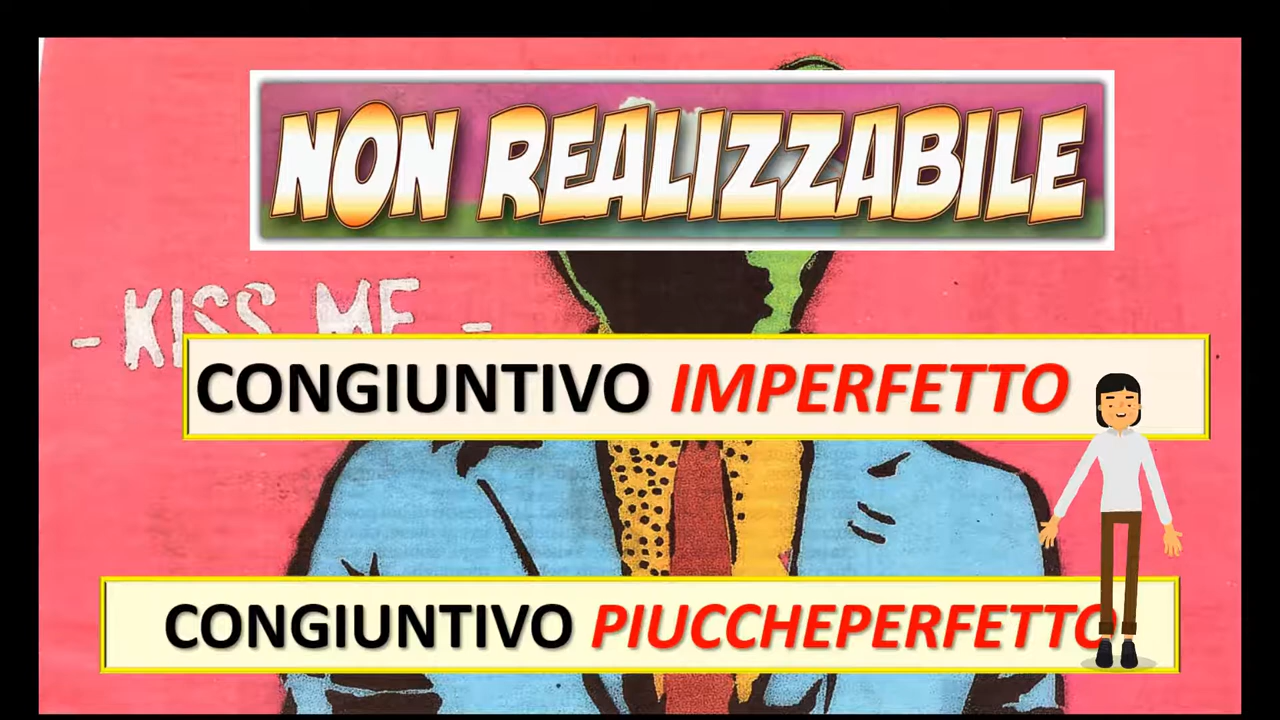 NON REALIZZABILE
- KISS ME -
CONGIUNTIVO IMPERFETTO
CONGIUNTIVO PIUCCHEPERFETTO